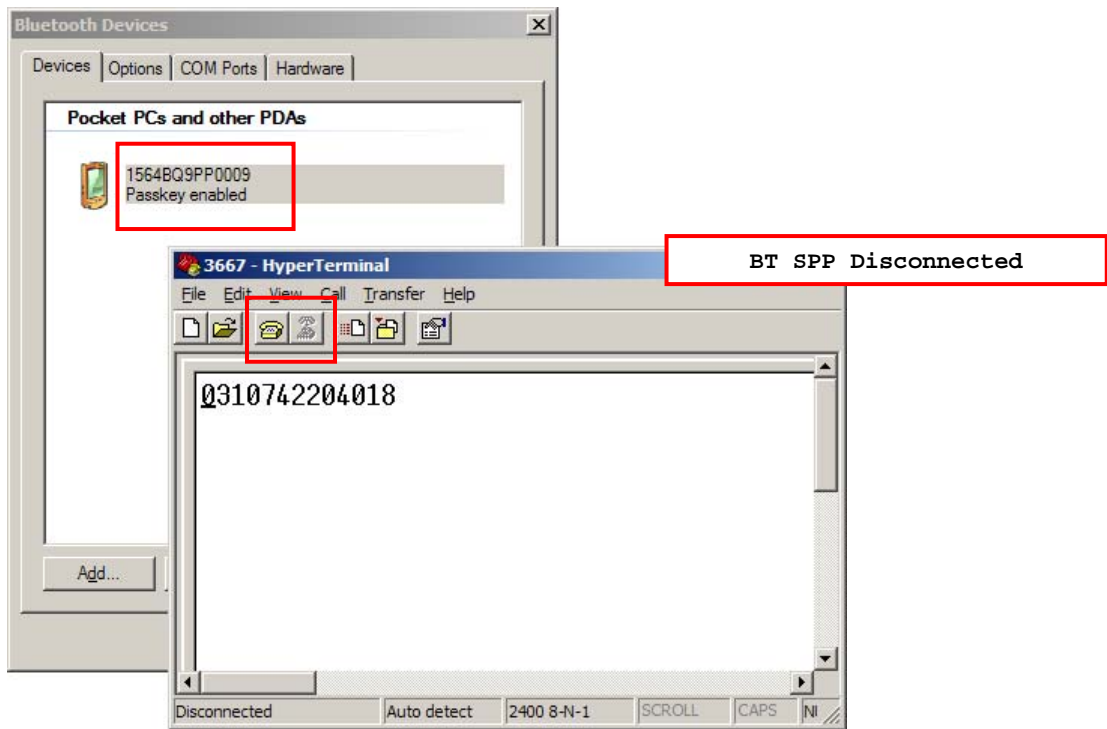 Bluetooth Devices
Devices Options COM Ports Hardware
Pocket PCs and other PDAs
1564BQ9PP0009
Passkey enabled
BT SPP Disconnected
3667 - HyperTerminal
File Edit View Call Transfer Help
0310742204018
Add...
Disconnected Auto detect 2400 8-N-1 SCROLL CAPS